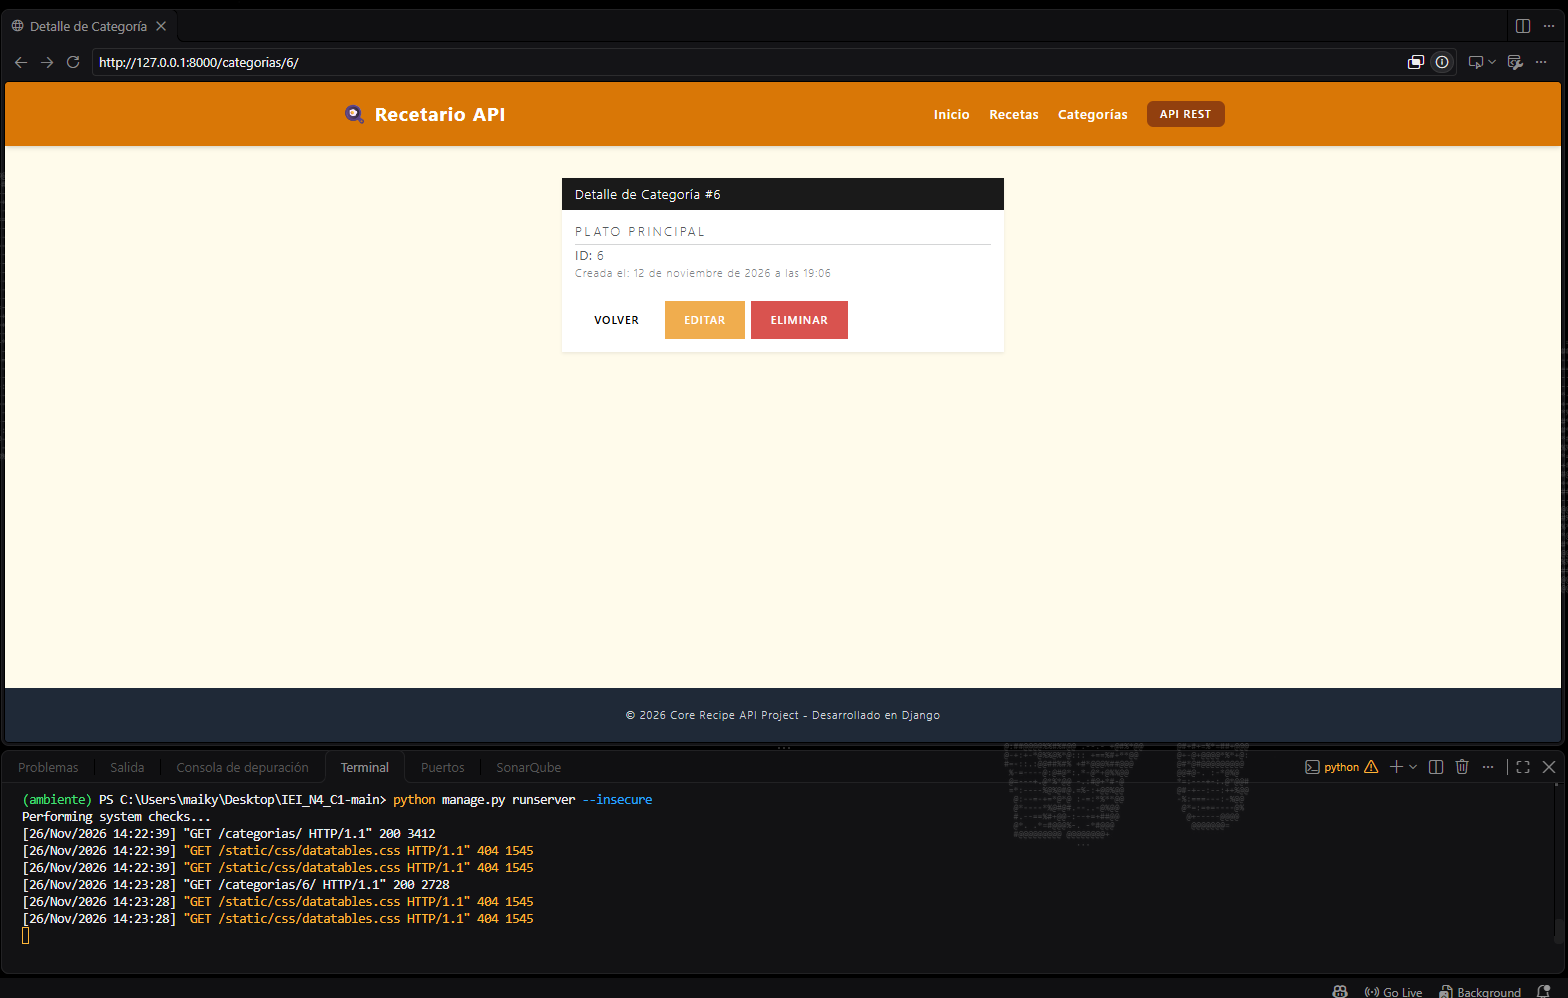 Detalle de Categoría
http://127.0.0.1:8000/categorias/6/
Recetario API
Inicio Recetas Categorías API REST
Detalle de Categoría #6
PLATO PRINCIPAL
ID: 6
Creada el: 12 de noviembre de 2026 a las 19:06
VOLVER EDITAR ELIMINAR
© 2026 Core Recipe API Project - Desarrollado en Django
Problemas Salida Consola de depuración Terminal Puertos SonarQube python
(ambiente) PS C:\Users\maiky\Desktop\IEI_N4_C1-main> python manage.py runserver --insecure
Performing system checks...
[26/Nov/2026 14:22:39] "GET /categorias/ HTTP/1.1" 200 3412
[26/Nov/2026 14:22:39] "GET /static/css/datatables.css HTTP/1.1" 404 1545
[26/Nov/2026 14:22:39] "GET /static/css/datatables.css HTTP/1.1" 404 1545
[26/Nov/2026 14:23:28] "GET /categorias/6/ HTTP/1.1" 200 2728
[26/Nov/2026 14:23:28] "GET /static/css/datatables.css HTTP/1.1" 404 1545
[26/Nov/2026 14:23:28] "GET /static/css/datatables.css HTTP/1.1" 404 1545
Go Live Background